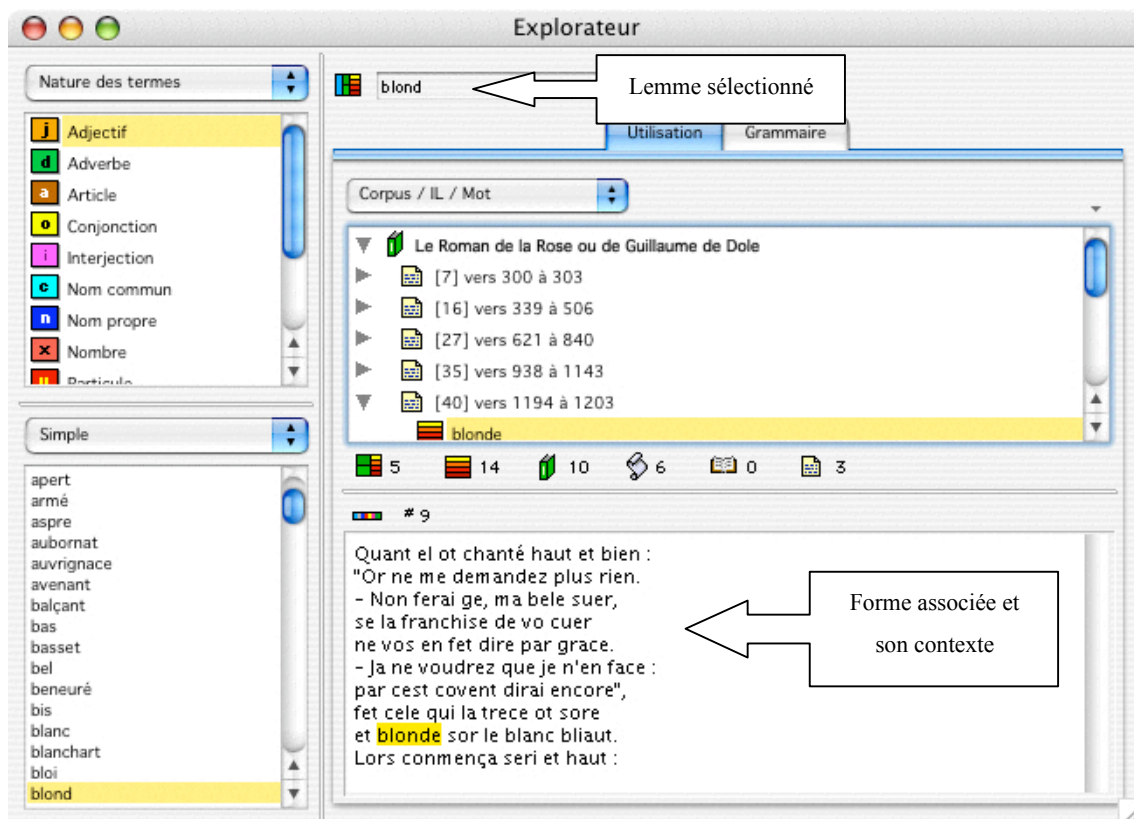 Explorateur
Nature des termes
j Adjectif
d Adverbe
a Article
o Conjonction
i Interjection
c Nom commun
n Nom propre
x Nombre
u Particule
Simple
apert
armé
aspre
aubornat
auvrignace
avenant
balçant
bas
basset
bel
beneuré
bis
blanc
blanchart
bloi
blond
blond
Lemme sélectionné
Utilisation Grammaire
Corpus / IL / Mot
Le Roman de la Rose ou de Guillaume de Dole
[7] vers 300 à 303
[16] vers 339 à 506
[27] vers 621 à 840
[35] vers 938 à 1143
[40] vers 1194 à 1203
blonde
5 14 10 6 0 3
# 9
Quant el ot chanté haut et bien :
"Or ne me demandez plus rien.
- Non ferai ge, ma bele suer,
se la franchise de vo cuer
ne vos en fet dire par grace.
- Ja ne voudrez que je n'en face :
par cest covent dirai encore",
fet cele qui la trece ot sore
et blonde sor le blanc bliaut.
Lors conmença seri et haut :
Forme associée et
son contexte